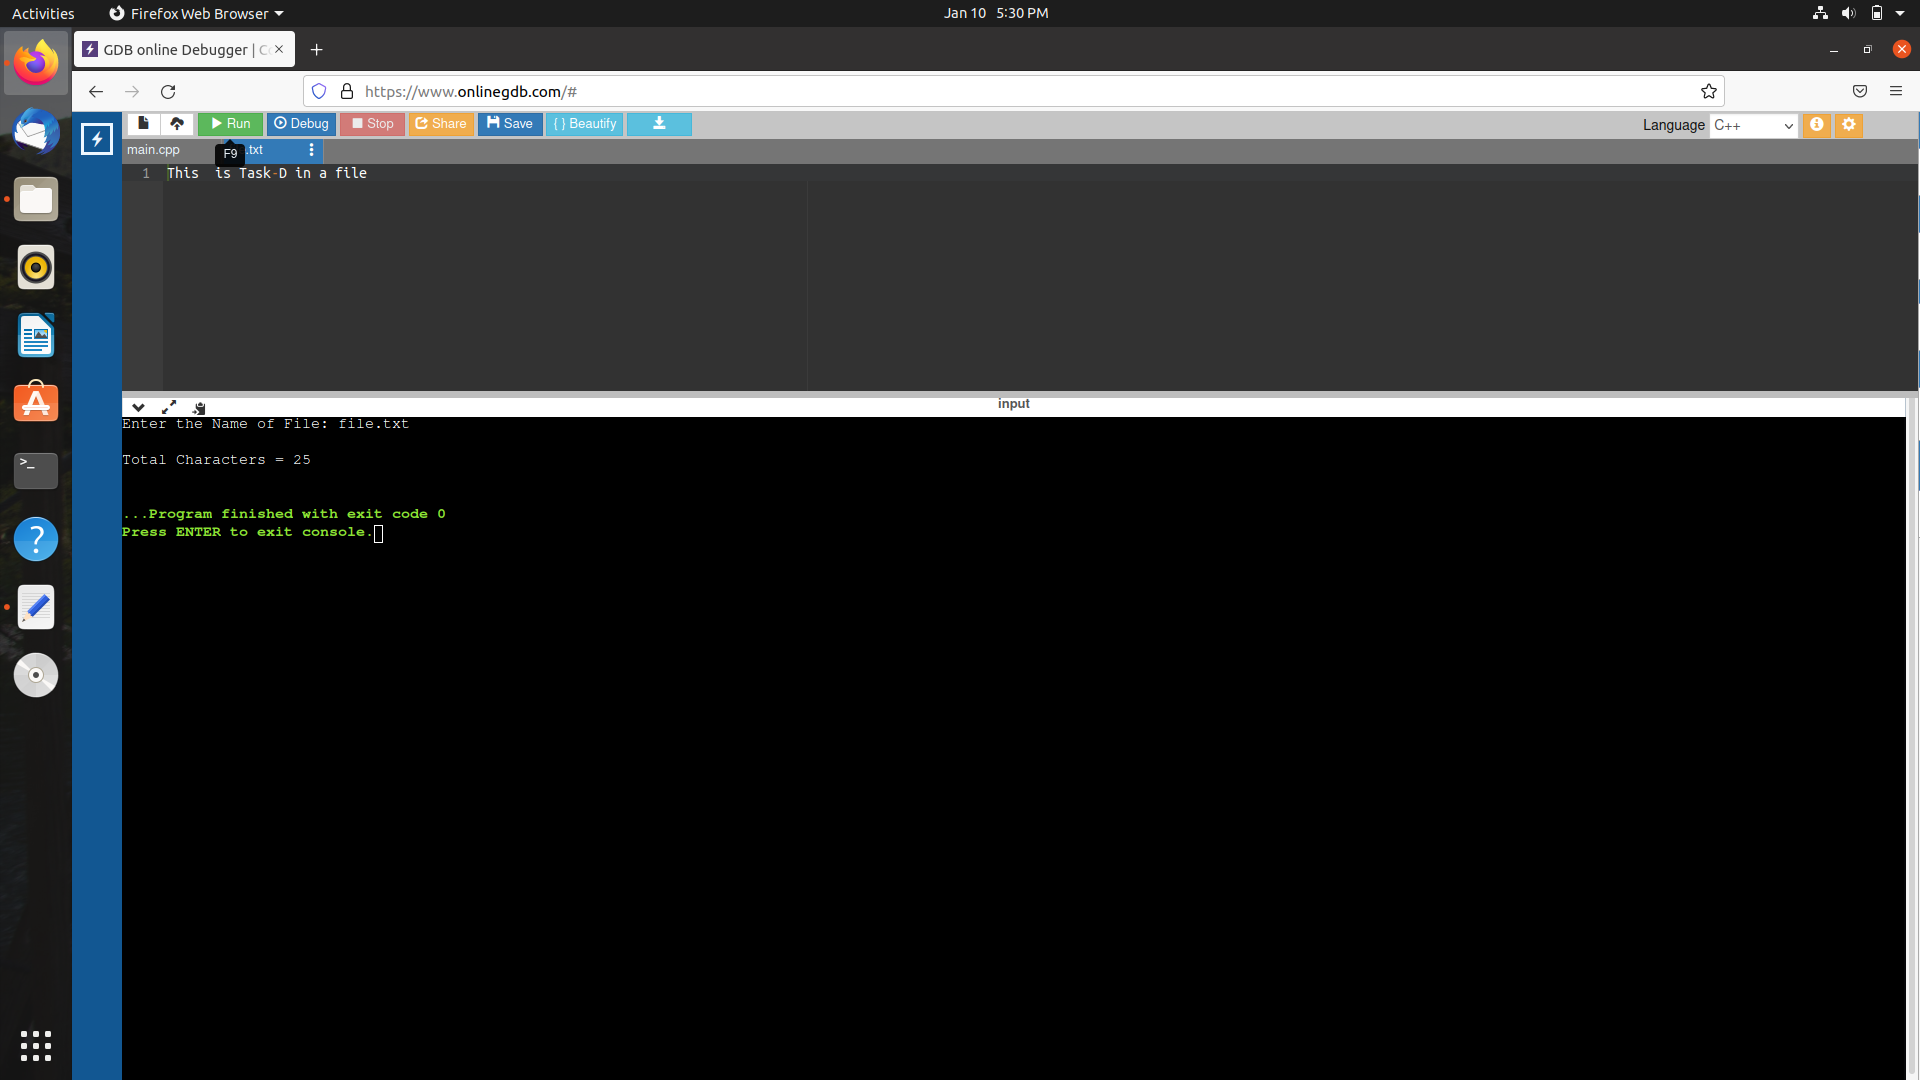 Activities Firefox Web Browser Jan 10 5:30 PM
GDB online Debugger | C
https://www.onlinegdb.com/#
Run Debug Stop Share Save { } Beautify Language C++
main.cpp .txt
F9
1 This  is Task-D in a file
input
Enter the Name of File: file.txt
Total Characters = 25
...Program finished with exit code 0
Press ENTER to exit console.